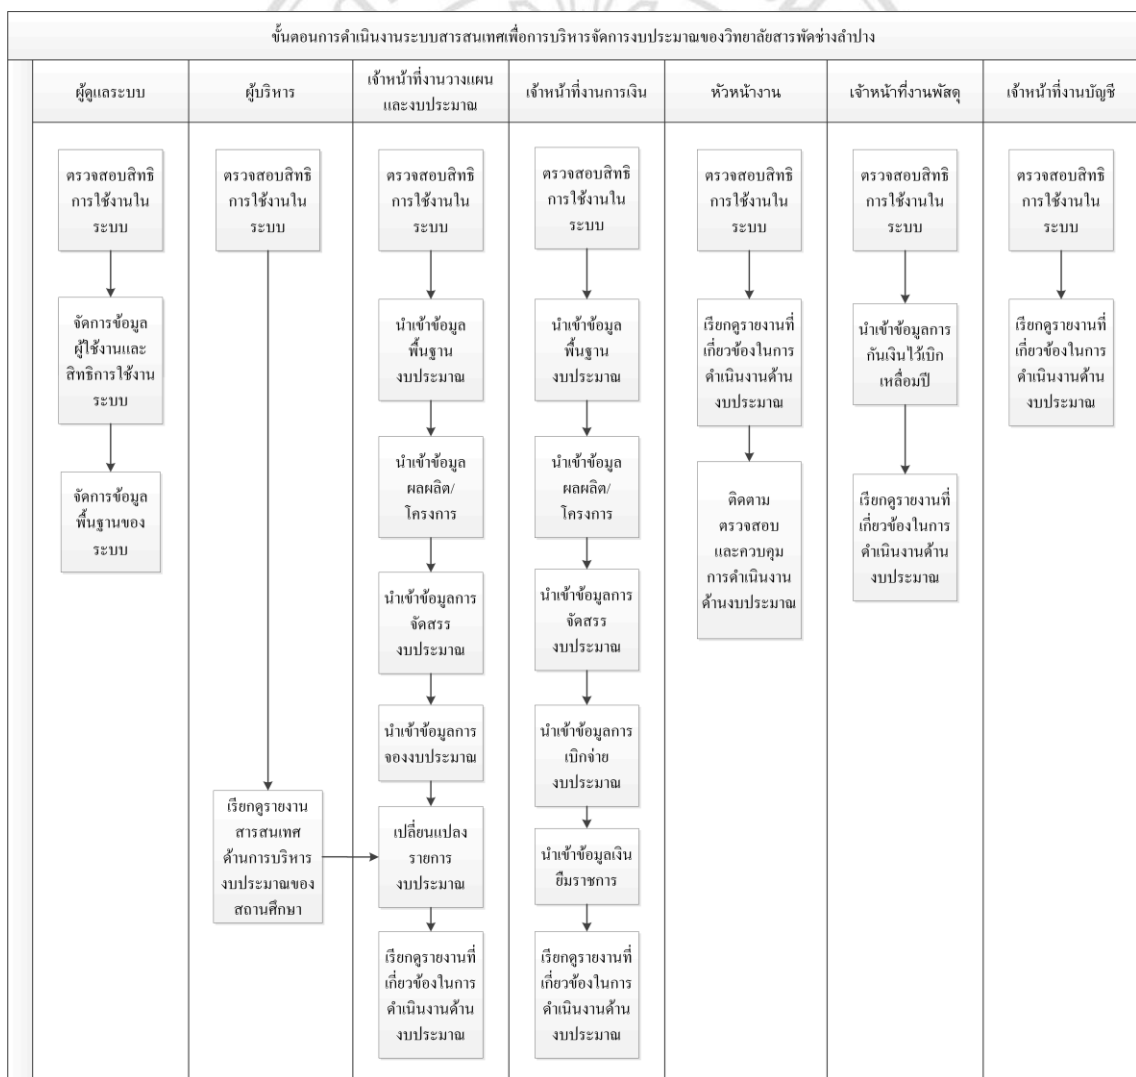 ขั้นตอนการดำเนินงานระบบสารสนเทศเพื่อการบริหารจัดการงบประมาณของวิทยาลัยสารพัดช่างลำปาง
ผู้ดูแลระบบ
ผู้บริหาร
เจ้าหน้าที่งานวางแผน
และงบประมาณ
เจ้าหน้าที่งานการเงิน
หัวหน้างาน
เจ้าหน้าที่งานพัสดุ
เจ้าหน้าที่งานบัญชี
ตรวจสอบสิทธิ
การใช้งานใน
ระบบ
จัดการข้อมูล
ผู้ใช้งานและ
สิทธิการใช้งาน
ระบบ
จัดการข้อมูล
พื้นฐานของ
ระบบ
ตรวจสอบสิทธิ
การใช้งานใน
ระบบ
เรียกดูรายงาน
สารสนเทศ
ด้านการบริหาร
งบประมาณของ
สถานศึกษา
ตรวจสอบสิทธิ
การใช้งานใน
ระบบ
นำเข้าข้อมูล
พื้นฐาน
งบประมาณ
นำเข้าข้อมูล
ผลผลิต/
โครงการ
นำเข้าข้อมูลการ
จัดสรร
งบประมาณ
นำเข้าข้อมูลการ
จองงบประมาณ
เปลี่ยนแปลง
รายการ
งบประมาณ
เรียกดูรายงานที่
เกี่ยวข้องในการ
ดำเนินงานด้าน
งบประมาณ
ตรวจสอบสิทธิ
การใช้งานใน
ระบบ
นำเข้าข้อมูล
พื้นฐาน
งบประมาณ
นำเข้าข้อมูล
ผลผลิต/
โครงการ
นำเข้าข้อมูลการ
จัดสรร
งบประมาณ
นำเข้าข้อมูลการ
เบิกจ่าย
งบประมาณ
นำเข้าข้อมูลเงิน
ยืมราชการ
เรียกดูรายงานที่
เกี่ยวข้องในการ
ดำเนินงานด้าน
งบประมาณ
ตรวจสอบสิทธิ
การใช้งานใน
ระบบ
เรียกดูรายงานที่
เกี่ยวข้องในการ
ดำเนินงานด้าน
งบประมาณ
ติดตาม
ตรวจสอบ
และควบคุม
การดำเนินงาน
ด้านงบประมาณ
ตรวจสอบสิทธิ
การใช้งานใน
ระบบ
นำเข้าข้อมูลการ
กันเงินไว้เบิก
เหลื่อมปี
เรียกดูรายงานที่
เกี่ยวข้องในการ
ดำเนินงานด้าน
งบประมาณ
ตรวจสอบสิทธิ
การใช้งานใน
ระบบ
เรียกดูรายงานที่
เกี่ยวข้องในการ
ดำเนินงานด้าน
งบประมาณ